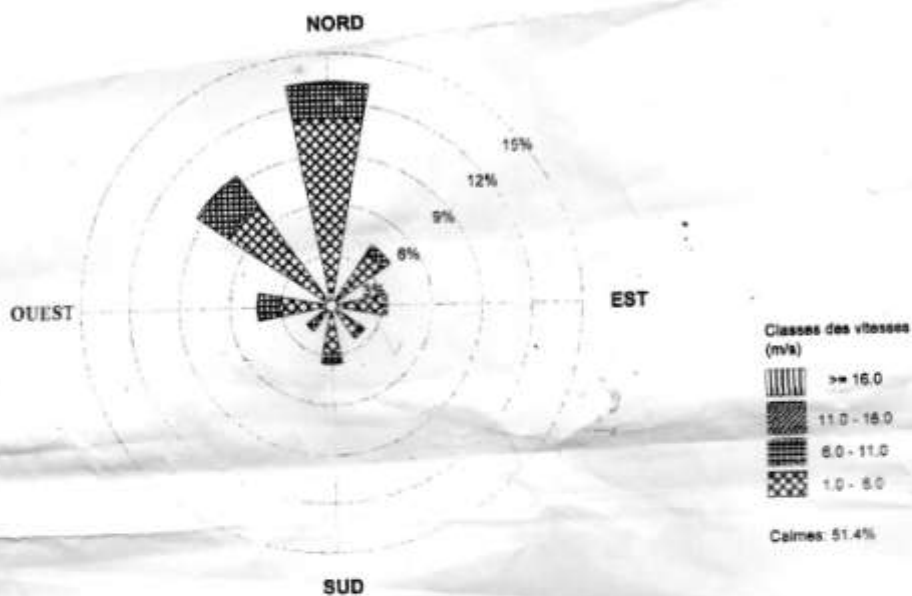 NORD
15%
12%
9%
6%
OUEST
EST
Classes des vitesses
(m/s)
>= 16.0
11.0 - 16.0
6.0 - 11.0
1.0 - 6.0
Calmes: 51.4%
SUD